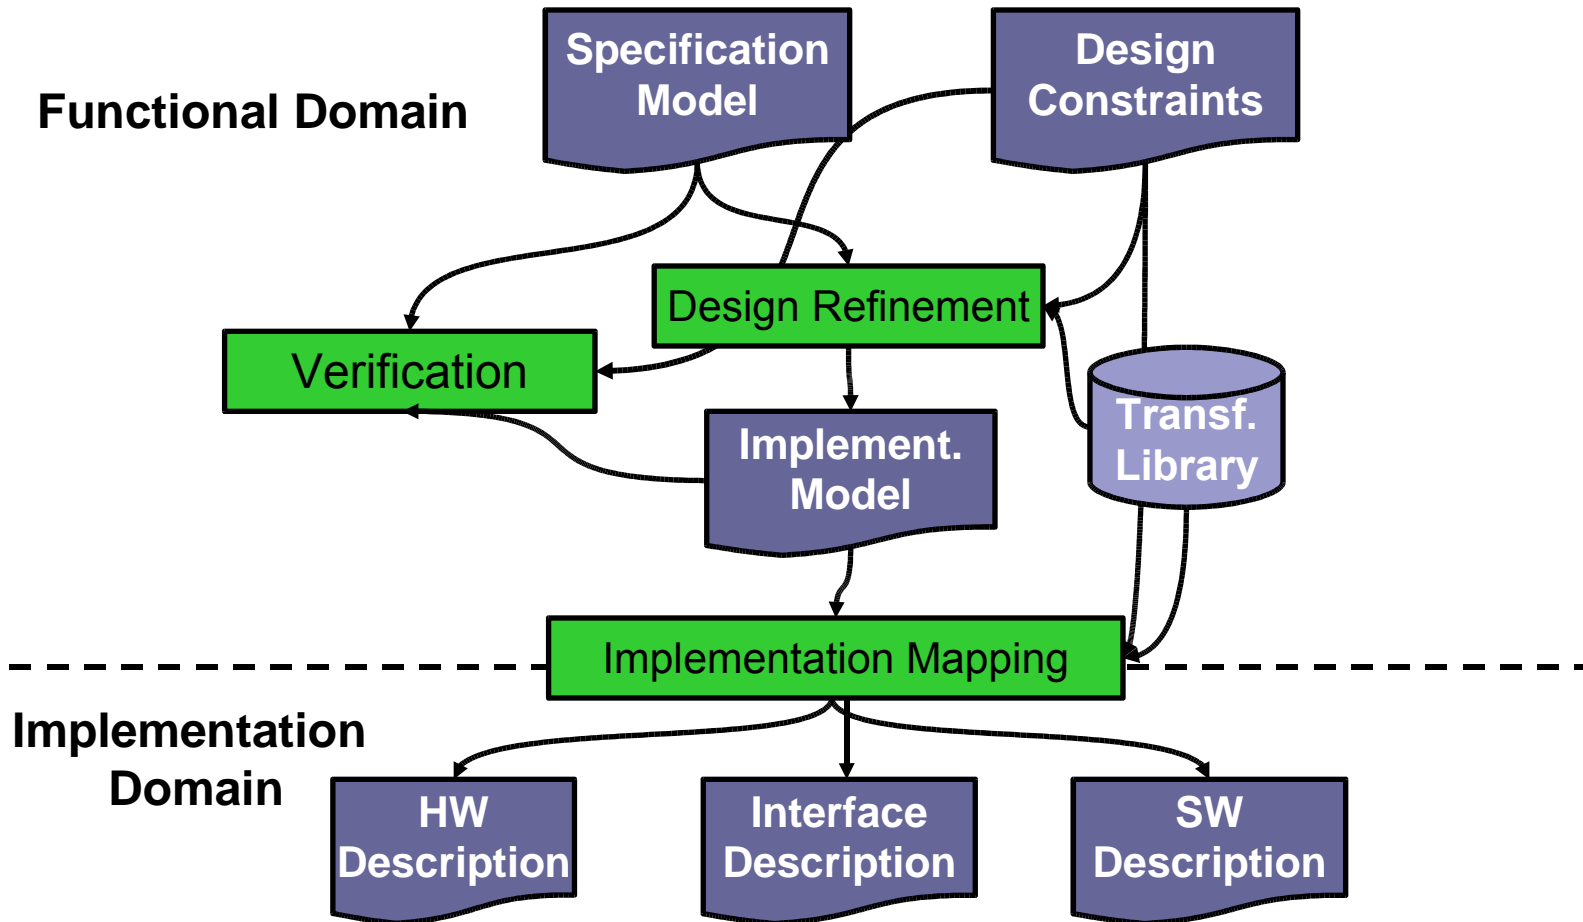 Specification
Model
Design
Constraints
Functional Domain
Design Refinement
Verification
Transf.
Library
Implement.
Model
Implementation Mapping
Implementation
Domain
HW
Description
Interface
Description
SW
Description